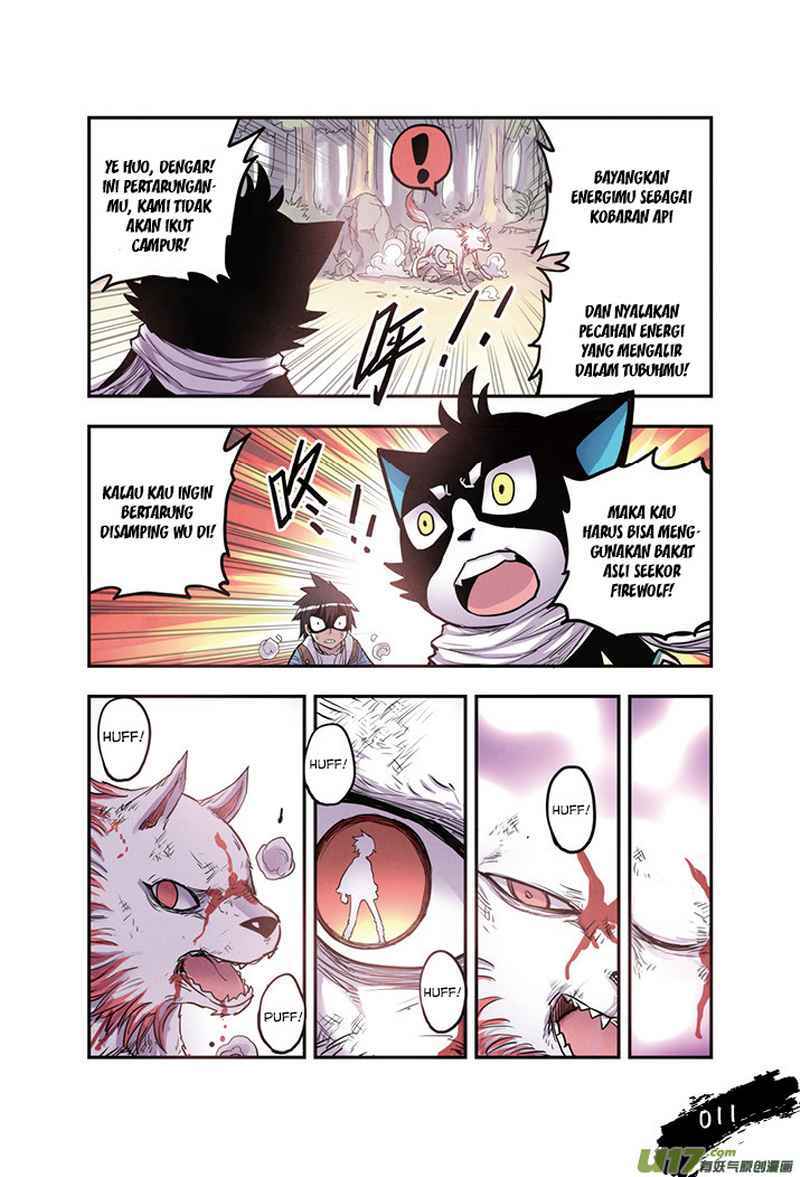 YE HUO, DENGAR!
INI PERTARUNGAN-
MU, KAMI TIDAK
AKAN IKUT
CAMPUR!
!
BAYANGKAN
ENERGIMU SEBAGAI
KOBARAN API
DAN NYALAKAN
PECAHAN ENERGI
YANG MENGALIR
DALAM TUBUHMU!
呼!!
KALAU KAU INGIN
BERTARUNG
DISAMPING WU DI!
咚!!
MAKA KAU
HARUS BISA MENG-
GUNAKAN BAKAT
ASLI SEEKOR
FIREWOLF!
HUFF!
PUFF!
HUFF!
HUFF!
HUFF!
011
U17.com
有妖气原创漫画